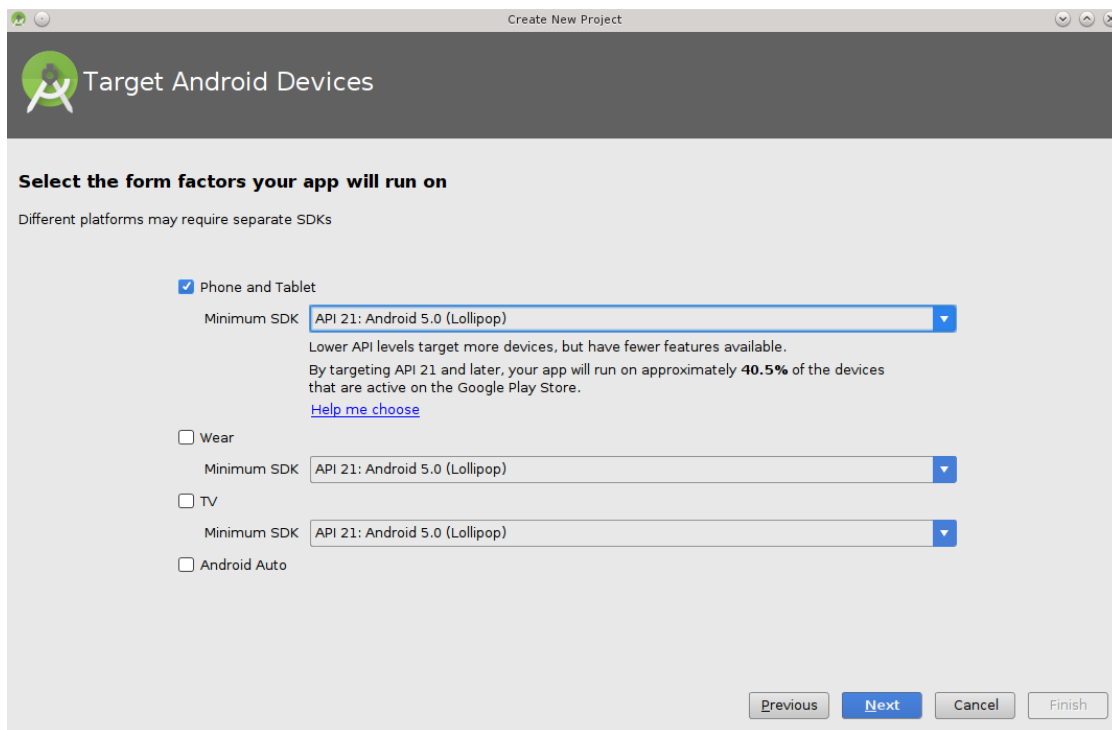 Create New Project
Target Android Devices
Select the form factors your app will run on
Different platforms may require separate SDKs
Phone and Tablet
Minimum SDK API 21: Android 5.0 (Lollipop)
Lower API levels target more devices, but have fewer features available.
By targeting API 21 and later, your app will run on approximately 40.5% of the devices
that are active on the Google Play Store.
Help me choose
Wear
Minimum SDK API 21: Android 5.0 (Lollipop)
TV
Minimum SDK API 21: Android 5.0 (Lollipop)
Android Auto
Previous Next Cancel Finish